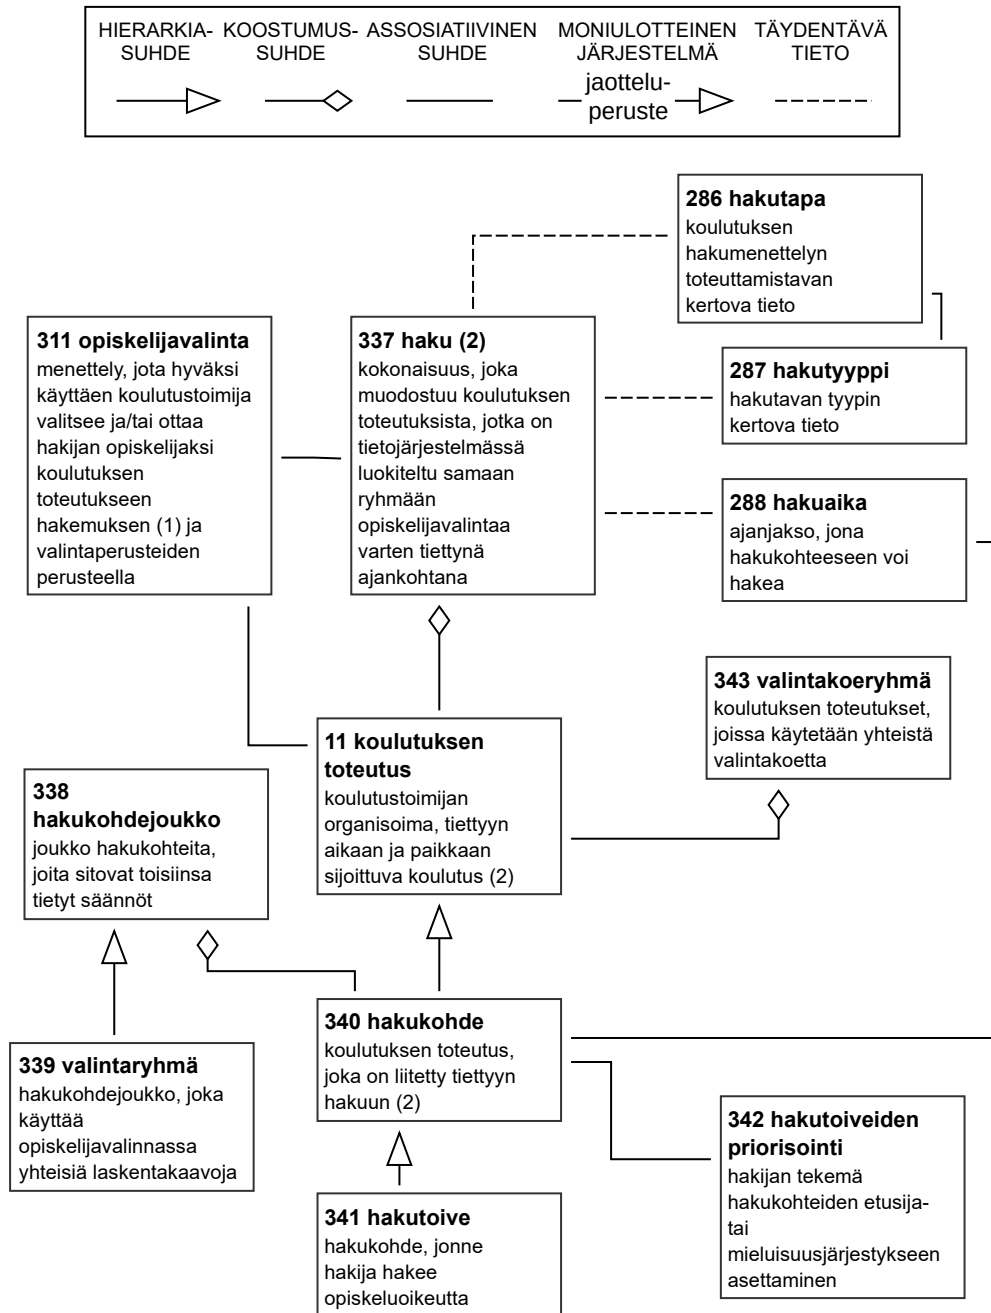 HIERARKIA-
SUHDE
KOOSTUMUS-
SUHDE
ASSOSIATIIVINEN
SUHDE
MONIULOTTEINEN
JÄRJESTELMÄ
jaottelu-
peruste
TÄYDENTÄVÄ
TIETO
286 hakutapa
koulutuksen
hakumenettelyn
toteuttamistavan
kertova tieto
311 opiskelijavalinta
menettely, jota hyväksi
käyttäen koulutustoimija
valitsee ja/tai ottaa
hakijan opiskelijaksi
koulutuksen
toteutukseen
hakemuksen (1) ja
valintaperusteiden
perusteella
337 haku (2)
kokonaisuus, joka
muodostuu koulutuksen
toteutuksista, jotka on
tietojärjestelmässä
luokiteltu samaan
ryhmään
opiskelijavalintaa
varten tiettynä
ajankohtana
287 hakutyyppi
hakutavan tyypin
kertova tieto
288 hakuaika
ajanjakso, jona
hakukohteeseen voi
hakea
343 valintakoeryhmä
koulutuksen toteutukset,
joissa käytetään yhteistä
valintakoetta
11 koulutuksen
toteutus
koulutustoimijan
organisoima, tiettyyn
aikaan ja paikkaan
sijoittuva koulutus (2)
338
hakukohdejoukko
joukko hakukohteita,
joita sitovat toisiinsa
tietyt säännöt
340 hakukohde
koulutuksen toteutus,
joka on liitetty tiettyyn
hakuun (2)
339 valintaryhmä
hakukohdejoukko, joka
käyttää
opiskelijavalinnassa
yhteisiä laskentakaavoja
342 hakutoiveiden
priorisointi
hakijan tekemä
hakukohteiden etusija-
tai
mieluisuusjärjestykseen
asettaminen
341 hakutoive
hakukohde, jonne
hakija hakee
opiskeluoikeutta